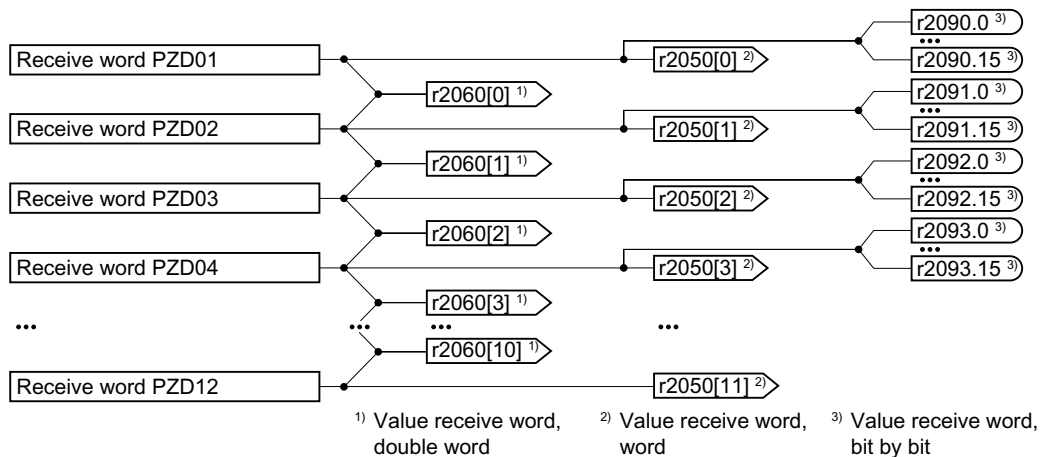 r2090.0 3)
•••
Receive word PZD01
r2050[0] 2)
r2090.15 3)
r2060[0] 1)
r2091.0 3)
•••
Receive word PZD02
r2050[1] 2)
r2091.15 3)
r2060[1] 1)
r2092.0 3)
•••
Receive word PZD03
r2050[2] 2)
r2092.15 3)
r2060[2] 1)
r2093.0 3)
•••
Receive word PZD04
r2050[3] 2)
r2093.15 3)
r2060[3] 1)
••• ••• ••• •••
r2060[10] 1)
Receive word PZD12
r2050[11] 2)
1) Value receive word,
double word
2) Value receive word,
word
3) Value receive word,
bit by bit